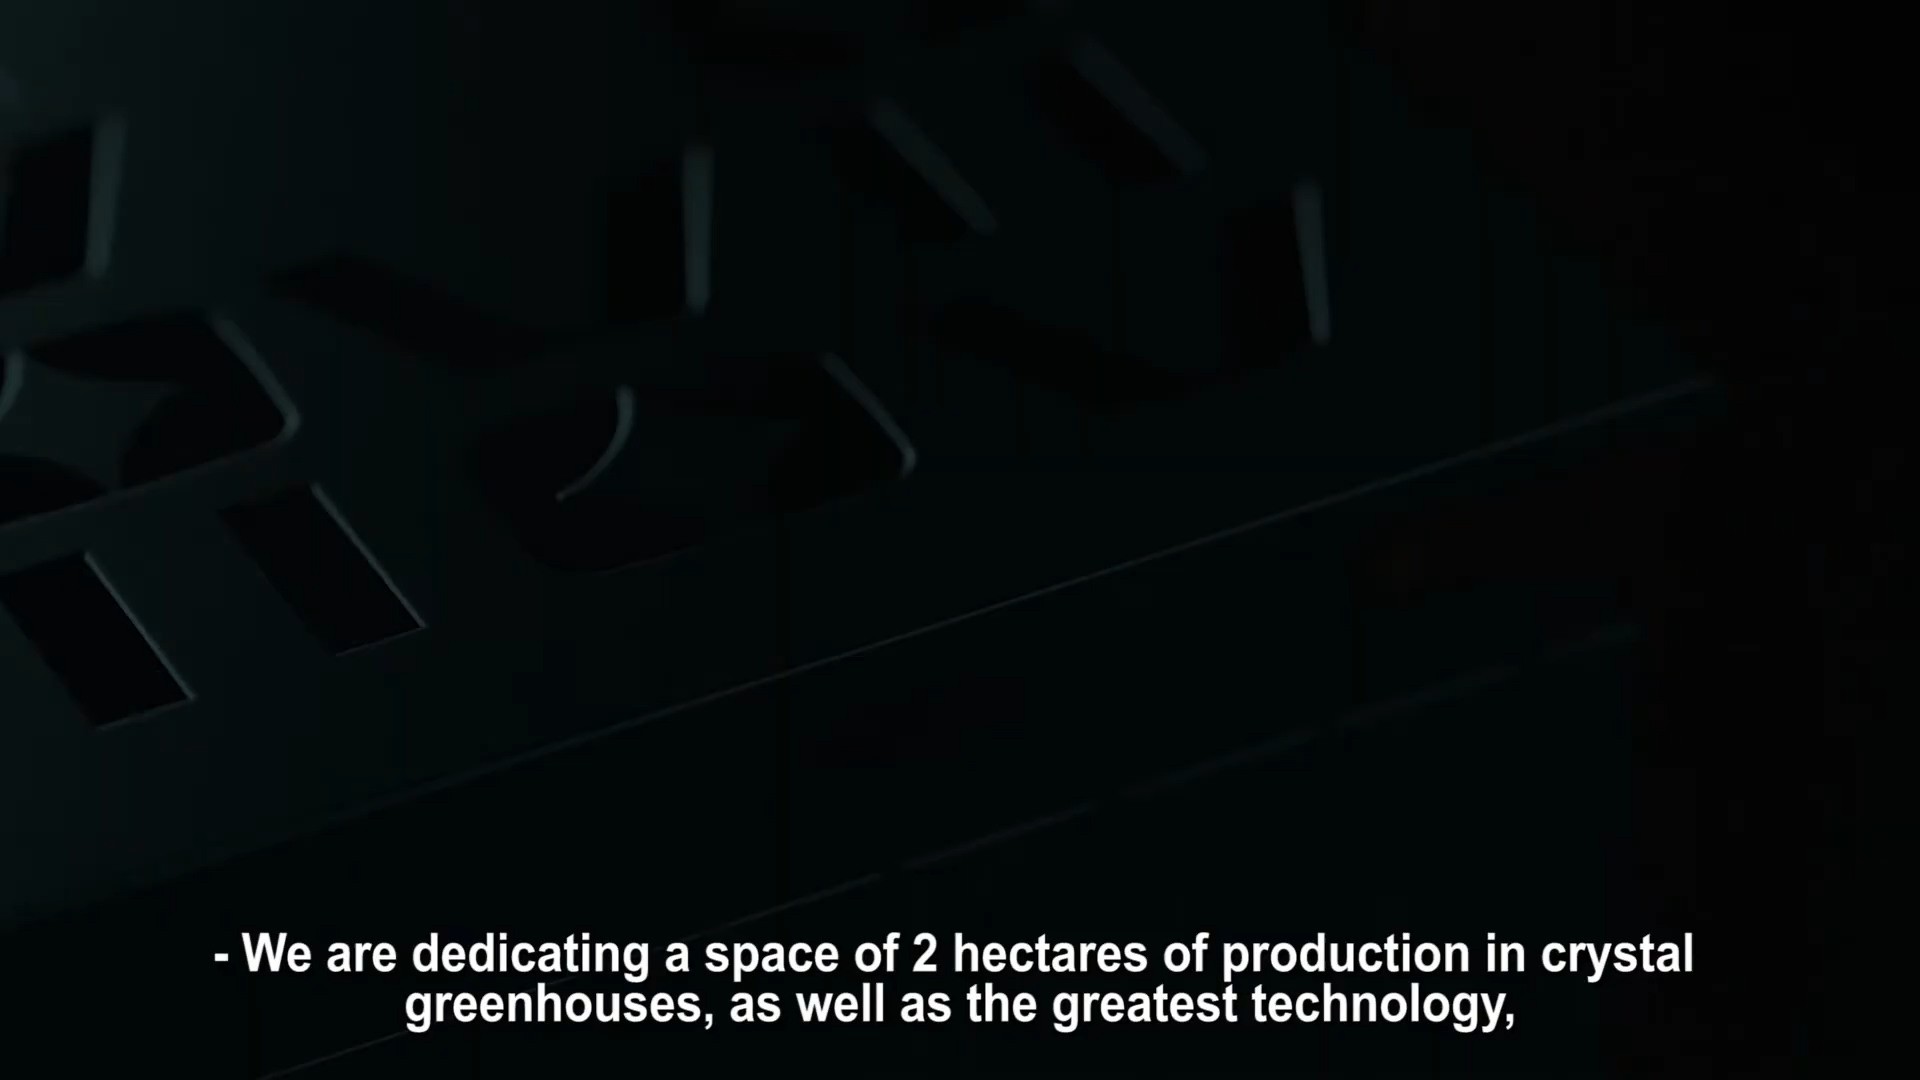 - We are dedicating a space of 2 hectares of production in crystal
greenhouses, as well as the greatest technology,